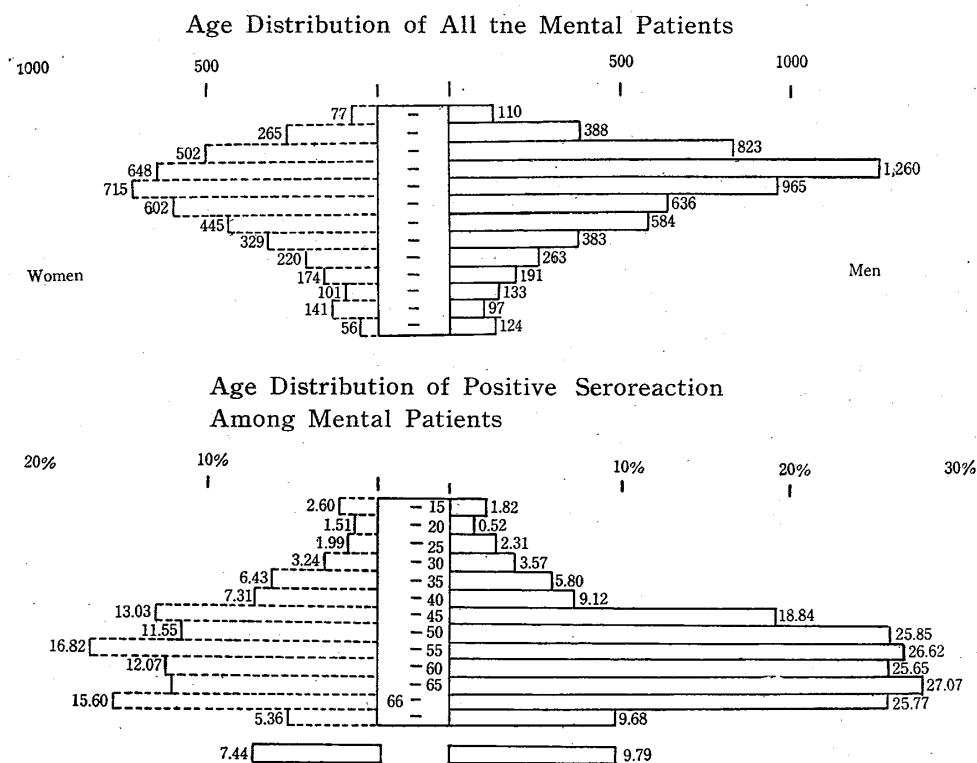 Age Distribution of All tne Mental Patients
1000 500 500 1000
77 110
265 388
502 823
648 1,260
715 965
602 636
445 584
329 383
220 263
Women 174 191 Men
101 133
141 97
56 124
Age Distribution of Positive Seroreaction
Among Mental Patients
20% 10% 10% 20% 30%
2.60 — 15 1.82
1.51 — 20 0.52
1.99 — 25 2.31
3.24 — 30 3.57
6.43 — 35 5.80
7.31 — 40 9.12
13.03 — 45 18.84
11.55 — 50 25.85
16.82 — 55 26.62
12.07 — 60 25.65
— 65 27.07
15.60 66 — 25.77
5.36 — 9.68
7.44 9.79